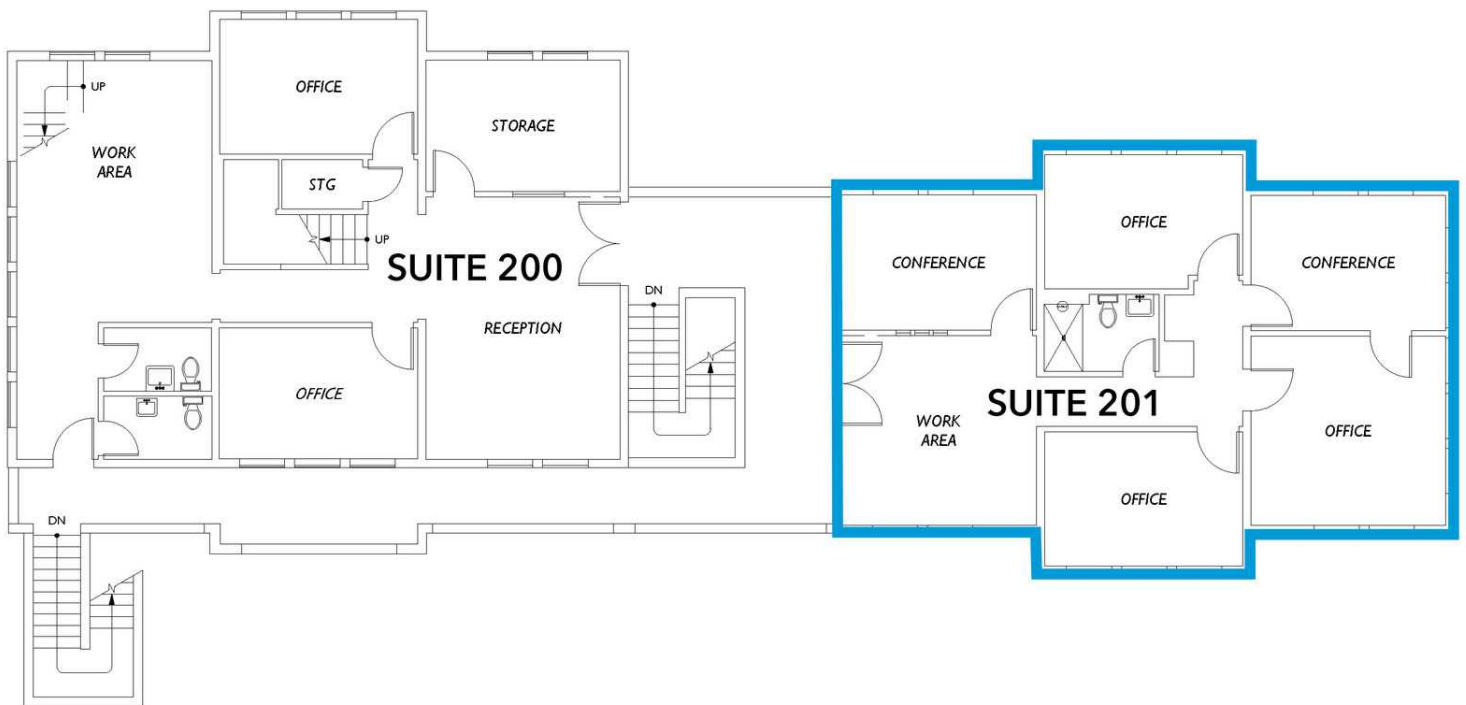 UP
WORK
AREA
OFFICE
STORAGE
STG
UP
SUITE 200
RECEPTION
OFFICE
DN
DN
CONFERENCE
OFFICE
CONFERENCE
SUITE 201
WORK
AREA
OFFICE
OFFICE